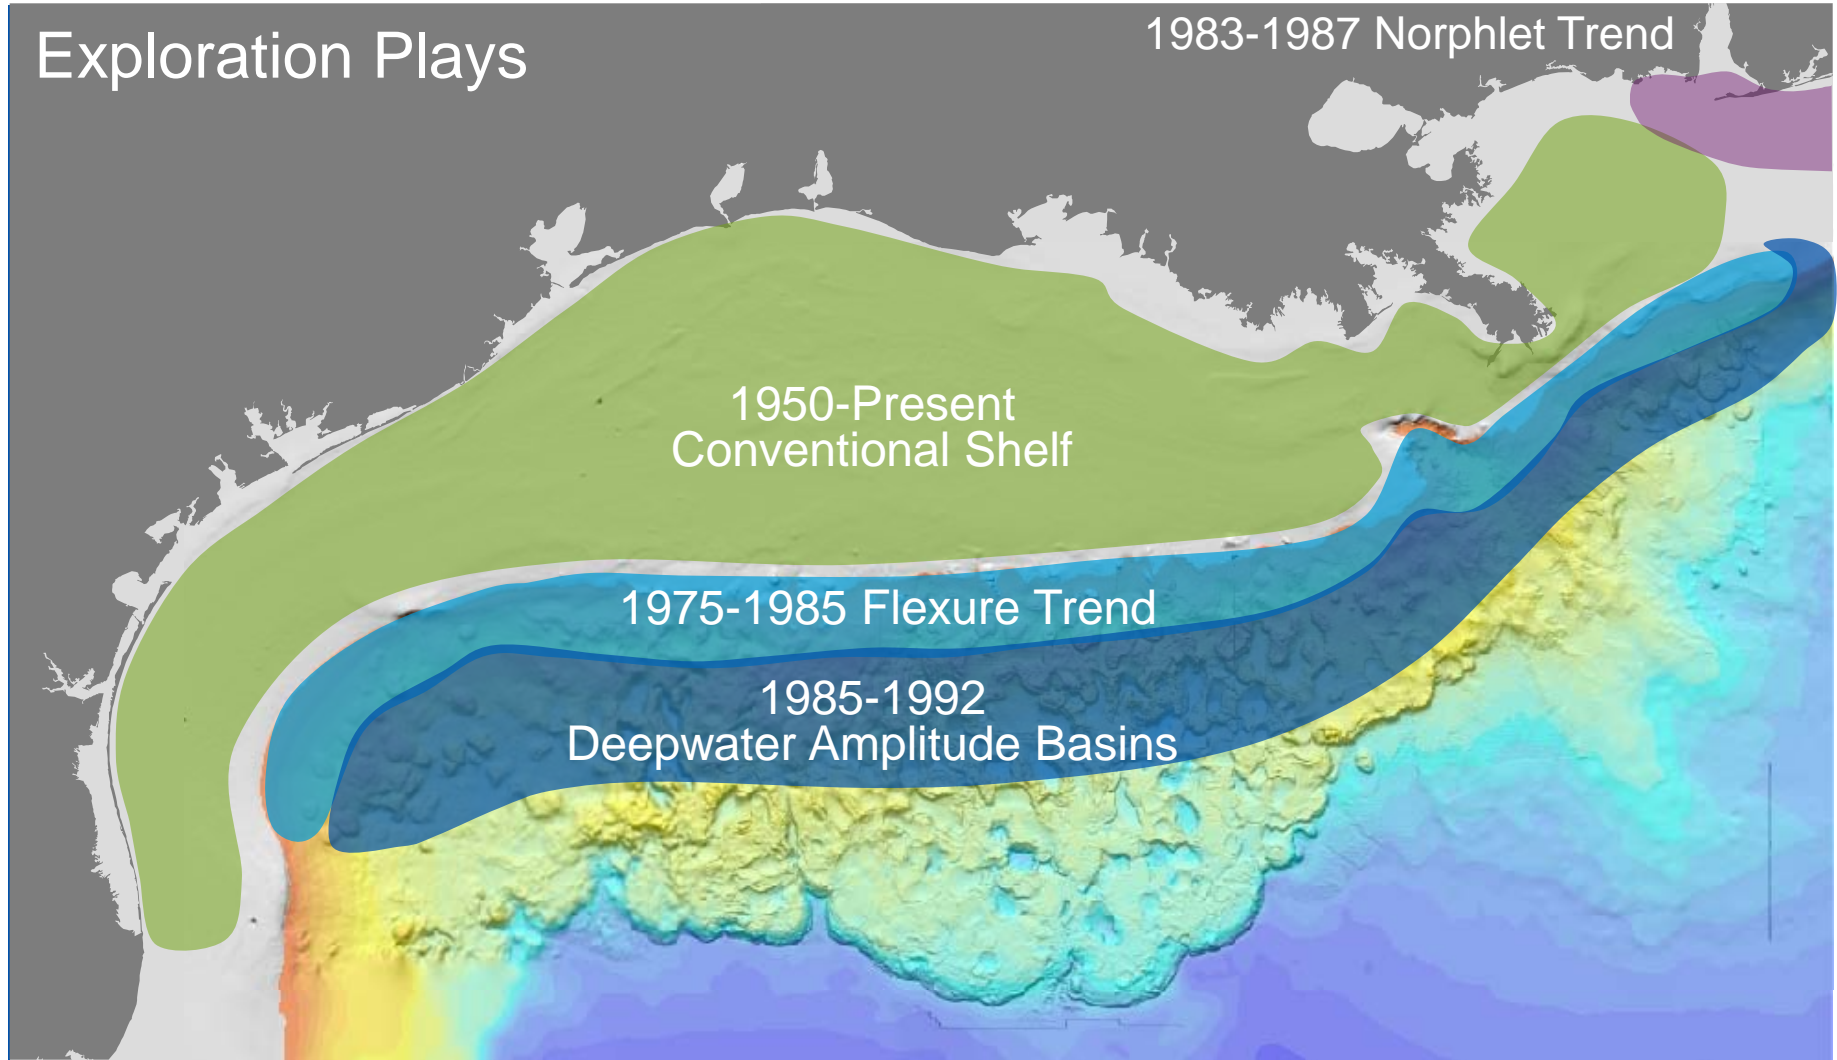 Exploration Plays
1983-1987 Norphlet Trend
1950-Present
Conventional Shelf
1975-1985 Flexure Trend
1985-1992
Deepwater Amplitude Basins